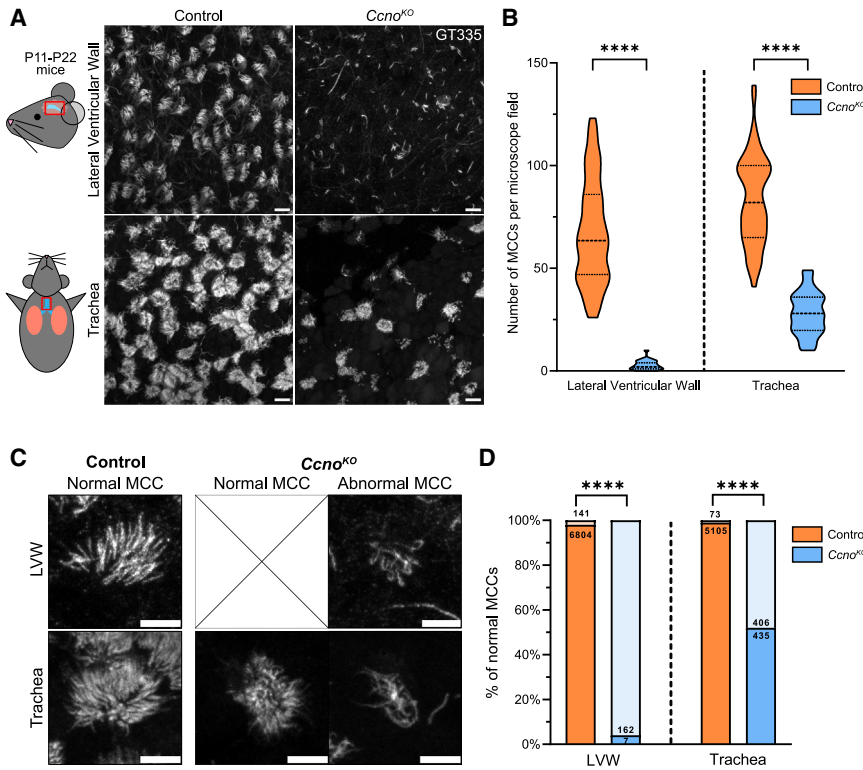 A
P11-P22
mice
Control
Ccno^KO
GT335
Lateral Ventricular Wall
Trachea
B
Number of MCCs per microscope field
150
100
50
0
****
****
Control
Ccno^KO
Lateral Ventricular Wall
Trachea
C
Control
Ccno^KO
Normal MCC
Normal MCC
Abnormal MCC
LVW
Trachea
D
% of normal MCCs
100%
80%
60%
40%
20%
0%
****
****
141
6804
162
7
73
5105
406
435
Control
Ccno^KO
LVW
Trachea